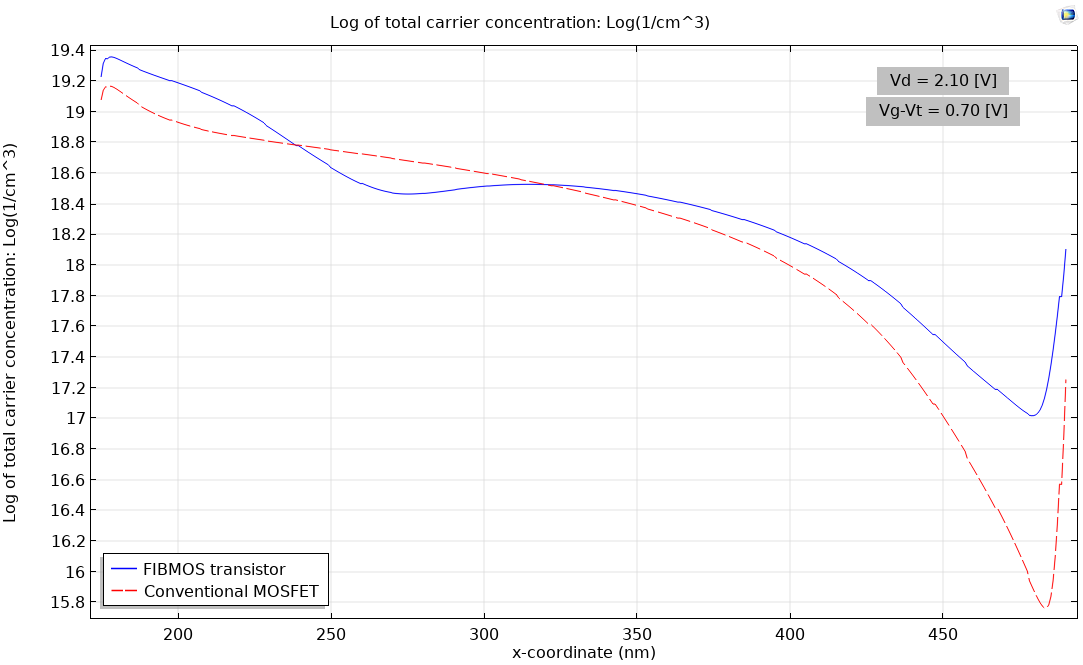 Log of total carrier concentration: Log(1/cm^3)
Vd = 2.10 [V]
Vg-Vt = 0.70 [V]
Log of total carrier concentration: Log(1/cm^3)
19.4
19.2
19
18.8
18.6
18.4
18.2
18
17.8
17.6
17.4
17.2
17
16.8
16.6
16.4
16.2
16
15.8
FIBMOS transistor
Conventional MOSFET
200 250 300 350 400 450
x-coordinate (nm)